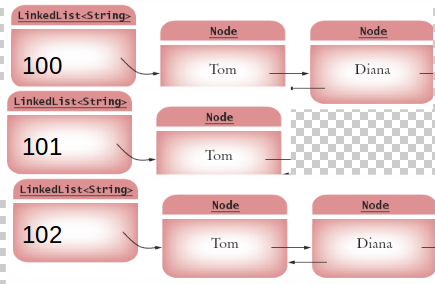 LinkedList<String>
Node
Node
100
Tom
Diana
LinkedList<String>
Node
101
Tom
LinkedList<String>
Node
Node
102
Tom
Diana